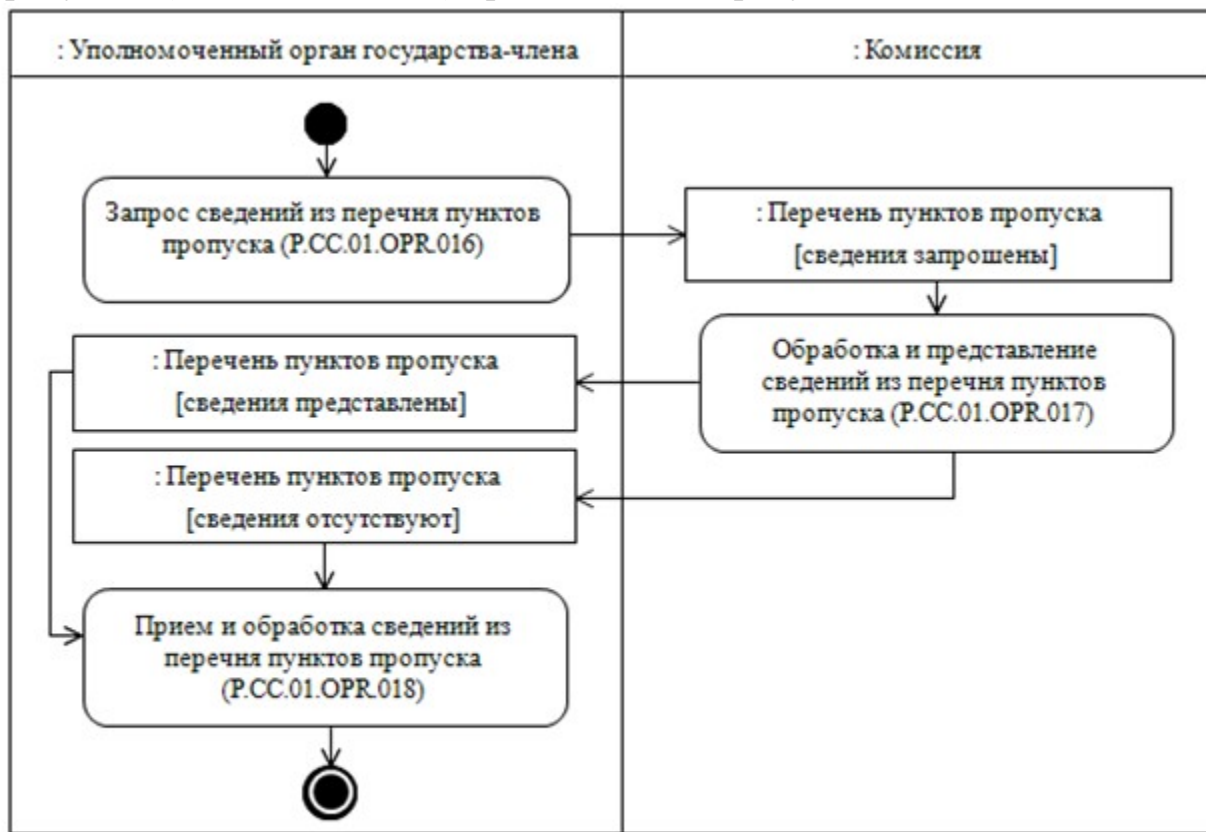 : Уполномоченный орган государства-члена
: Комиссия
Запрос сведений из перечня пунктов
пропуска (P.CC.01.OPR.016)
: Перечень пунктов пропуска
[сведения запрошены]
: Перечень пунктов пропуска
[сведения представлены]
Обработка и представление
сведений из перечня пунктов
пропуска (P.CC.01.OPR.017)
: Перечень пунктов пропуска
[сведения отсутствуют]
Прием и обработка сведений из
перечня пунктов пропуска
(P.CC.01.OPR.018)